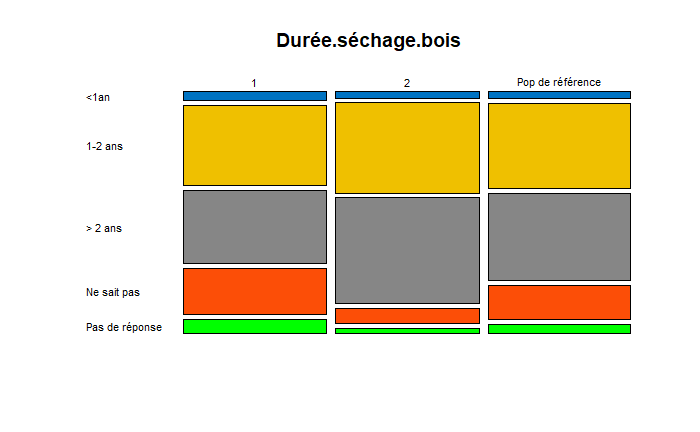 Durée.séchage.bois
1
2
Pop de référence
<1an
1-2 ans
> 2 ans
Ne sait pas
Pas de réponse